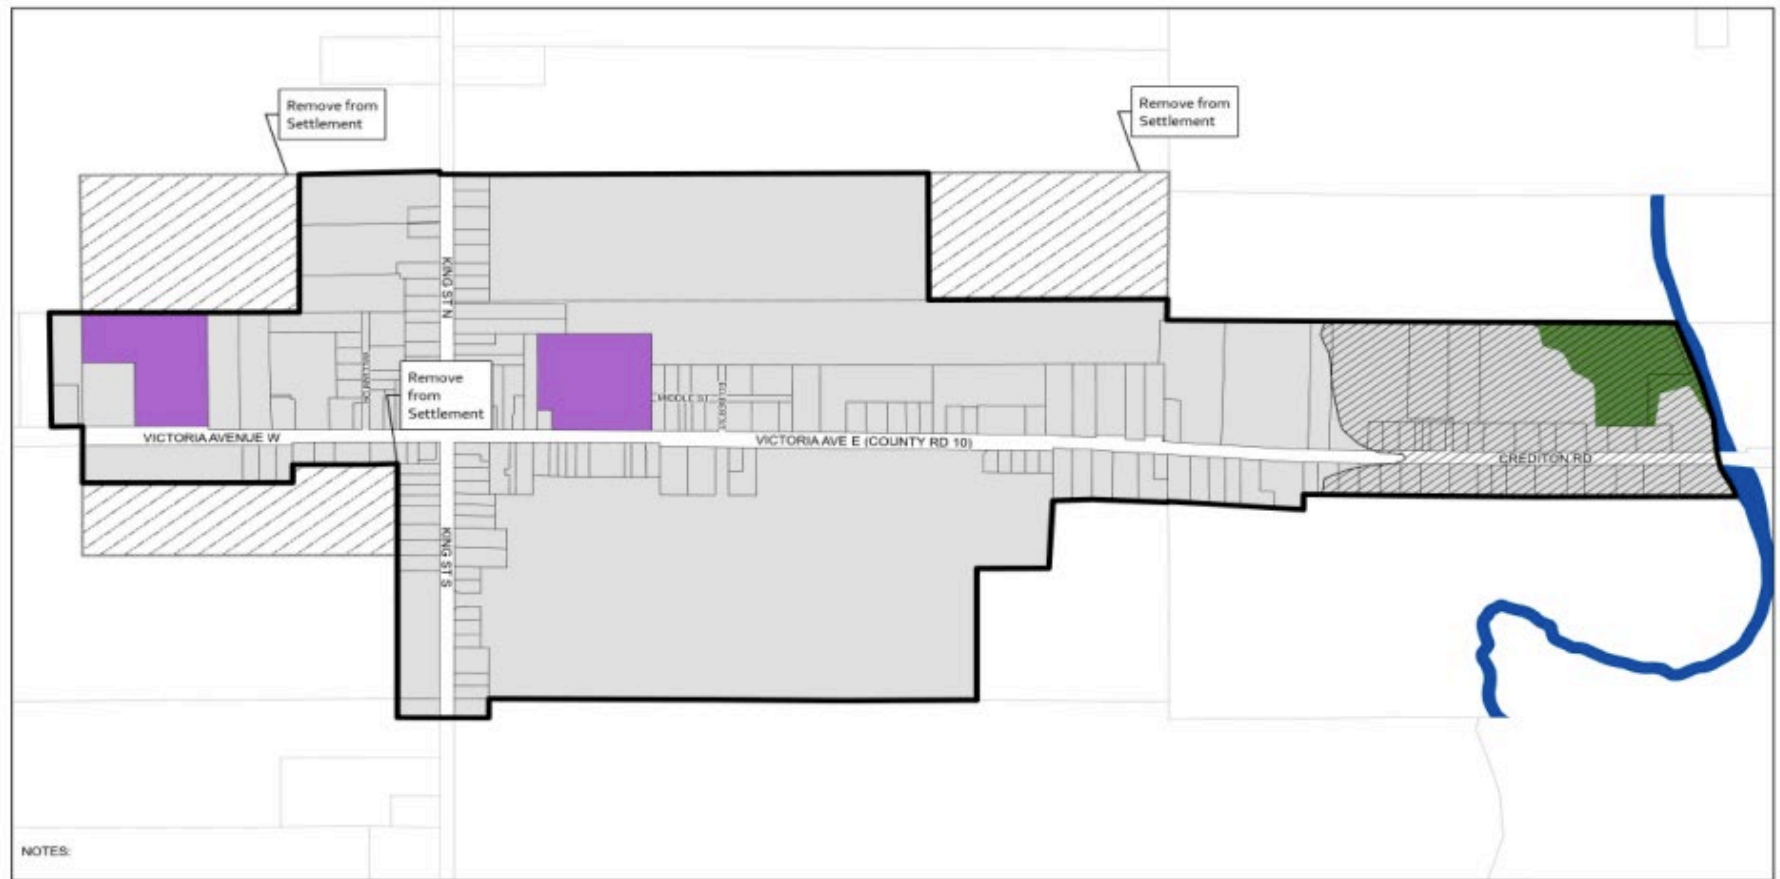 Remove from
Settlement
Remove from
Settlement
KING ST N
Remove
from
Settlement
MIDDLE ST
VICTORIA AVENUE W
VICTORIA AVE E (COUNTY RD 10)
CREDITON RD
KING ST S
NOTES: